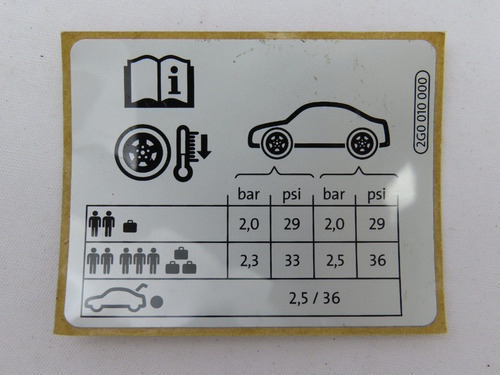 i
2G0 010 000
bar psi bar psi
2,0 29 2,0 29
2,3 33 2,5 36
2,5 / 36